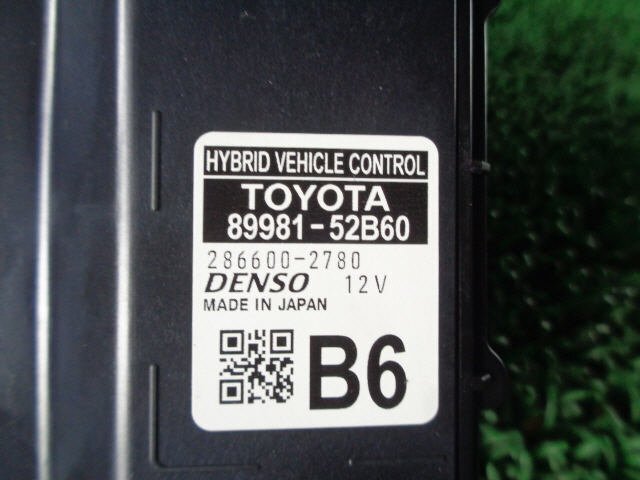 HYBRID VEHICLE CONTROL
TOYOTA
89981-52B60
286600-2780
DENSO 12V
MADE IN JAPAN
B6